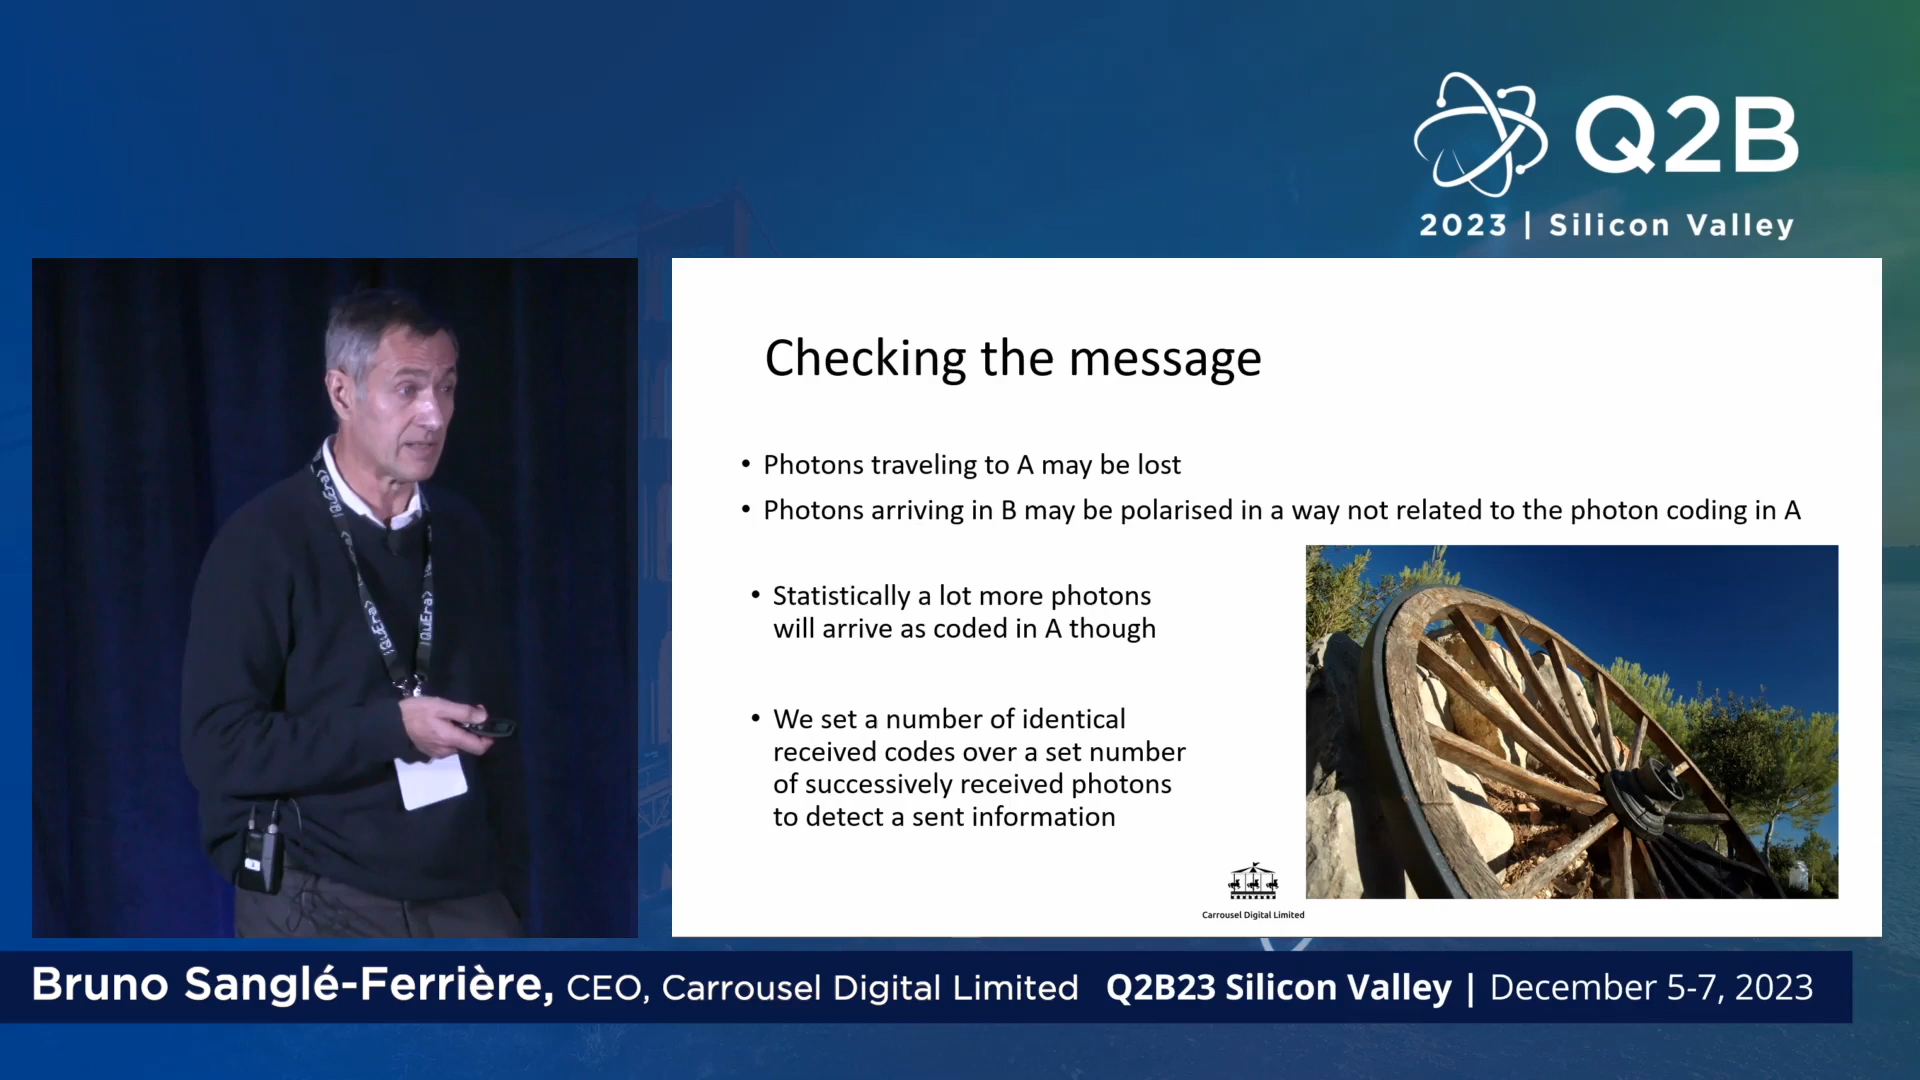 Q2B
2023 | Silicon Valley
Checking the message
• Photons traveling to A may be lost
• Photons arriving in B may be polarised in a way not related to the photon coding in A
• Statistically a lot more photons
will arrive as coded in A though
• We set a number of identical
received codes over a set number
of successively received photons
to detect a sent information
Carrousel Digital Limited
QuEra>
QuEra>
Bruno Sanglé-Ferrière, CEO, Carrousel Digital Limited Q2B23 Silicon Valley | December 5-7, 2023